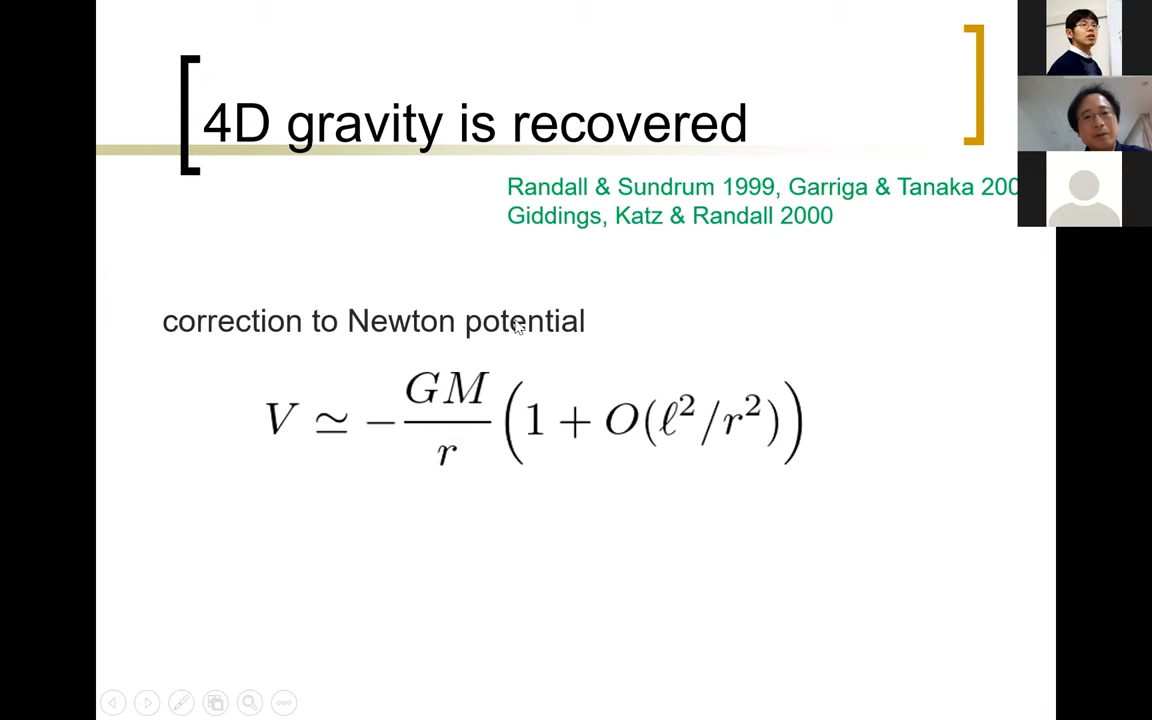 4D gravity is recovered
Randall & Sundrum 1999, Garriga & Tanaka
Giddings, Katz & Randall 2000
correction to Newton potential
V ≃ −GM/r (1 + O(ℓ²/r²))